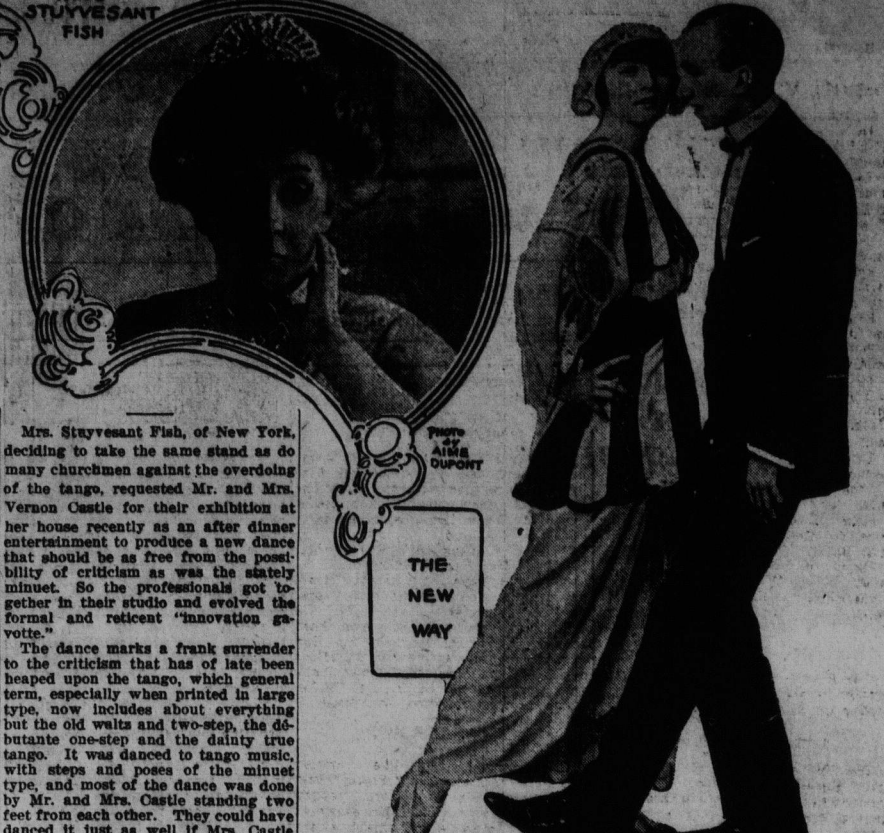 STUYVESANT
FISH
PHOTO
BY
AIME
DUPONT
THE
NEW
WAY
Mrs. Stuyvesant Fish, of New York,
deciding to take the same stand as do
many churchmen against the overdoing
of the tango, requested Mr. and Mrs.
Vernon Castle for their exhibition at
her house recently as an after dinner
entertainment to produce a new dance
that should be as free from the possi-
bility of criticism as was the stately
minuet. So the professionals got to-
gether in their studio and evolved the
formal and reticent "innovation ga-
votte."
The dance marks a frank surrender
to the criticism that has of late been
heaped upon the tango, which general
term, especially when printed in large
type, now includes about everything
but the old waltz and two-step, the dé-
butante one-step and the dainty true
tango. It was danced to tango music,
with steps and poses of the minuet
type, and most of the dance was done
by Mr. and Mrs. Castle standing two
feet from each other. They could have
danced it just as well if Mrs. Castle